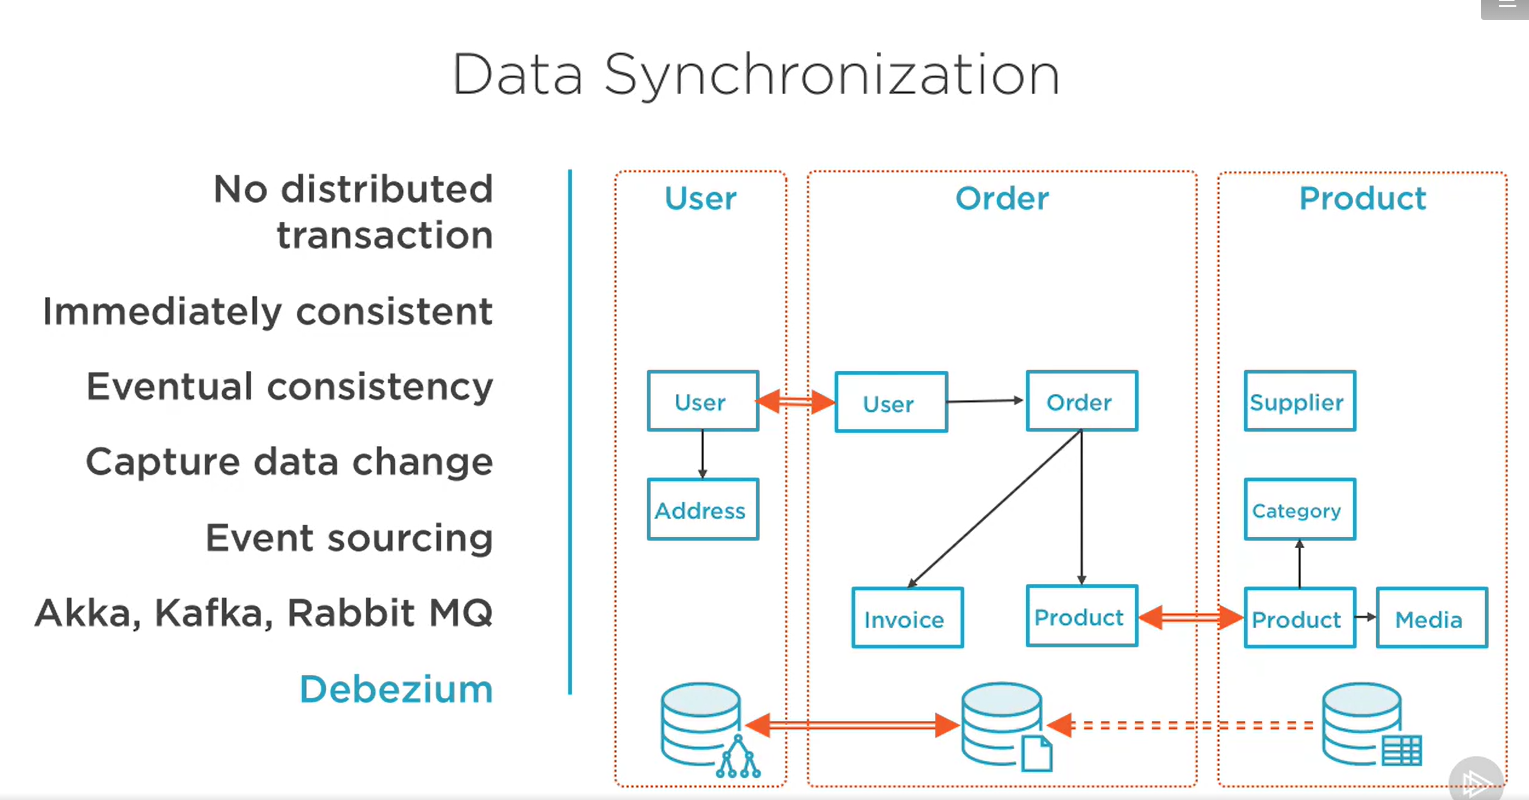 Data Synchronization
No distributed
transaction
Immediately consistent
Eventual consistency
Capture data change
Event sourcing
Akka, Kafka, Rabbit MQ
Debezium
User
User
Address
Order
User
Order
Invoice
Product
Product
Supplier
Category
Product
Media